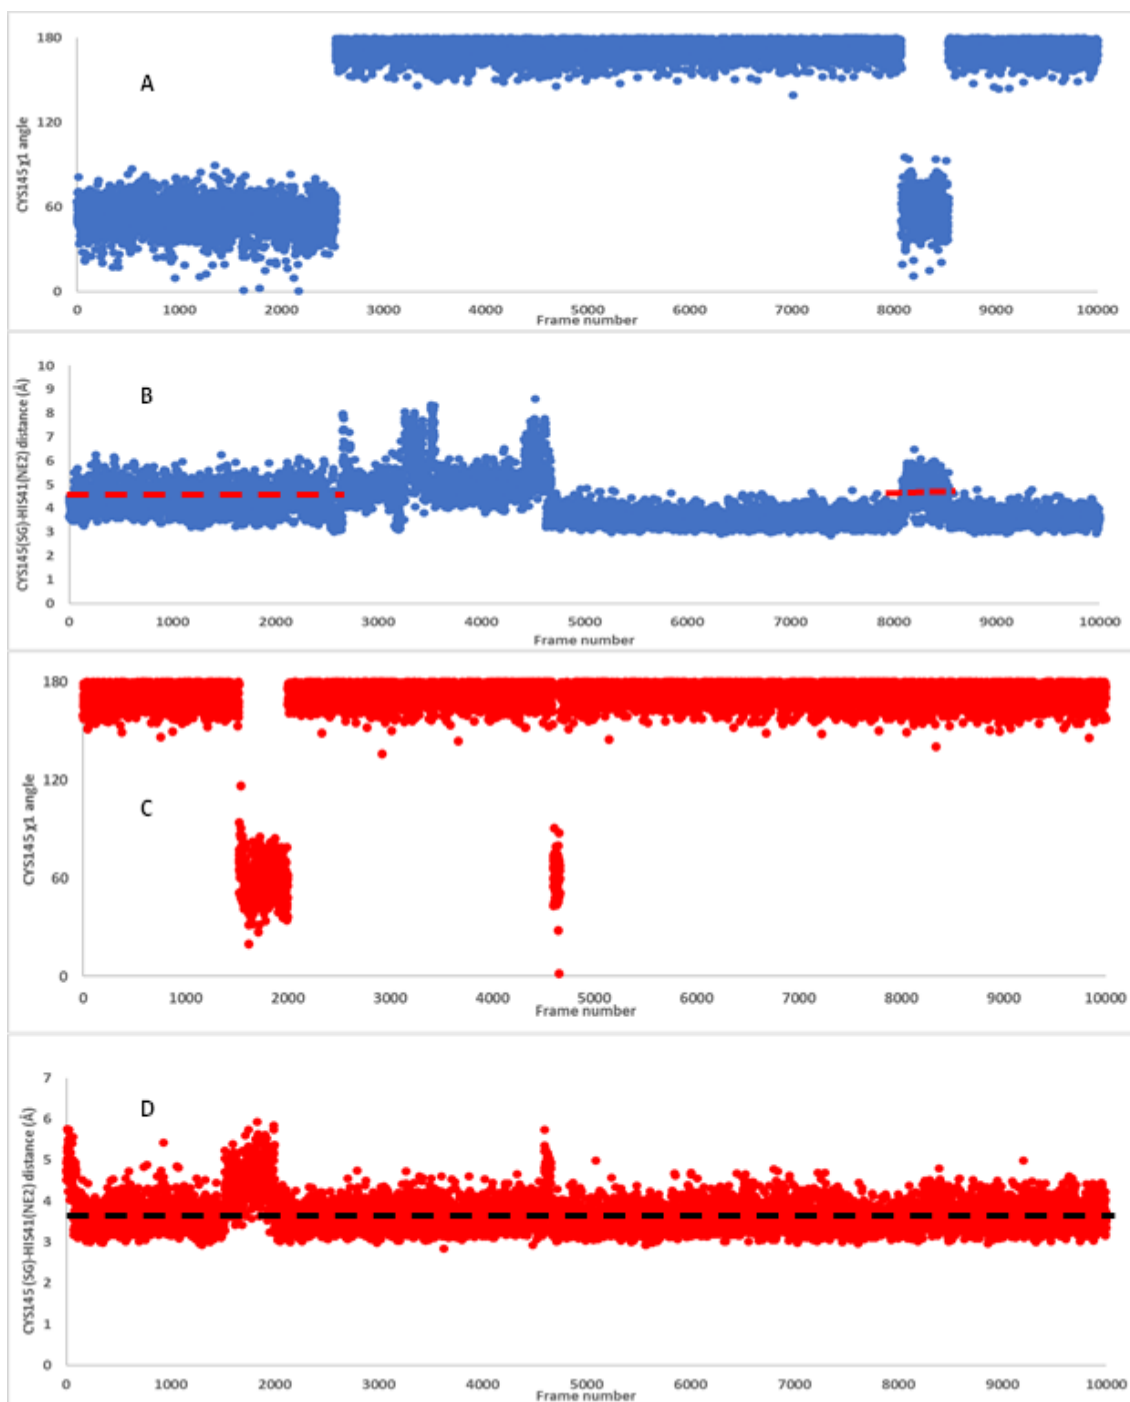 180
120
60
0
CYS145 χ1 angle
A
0 1000 2000 3000 4000 5000 6000 7000 8000 9000 10000
Frame number
10
9
8
7
6
5
4
3
2
1
0
CYS145(SG)-HIS41(NE2) distance (Å)
B
0 1000 2000 3000 4000 5000 6000 7000 8000 9000 10000
Frame number
180
120
60
0
CYS145 χ1 angle
C
0 1000 2000 3000 4000 5000 6000 7000 8000 9000 10000
Frame number
7
6
5
4
3
2
1
0
CYS145 (SG)-HIS41(NE2) distance (Å)
D
0 1000 2000 3000 4000 5000 6000 7000 8000 9000 10000
Frame number